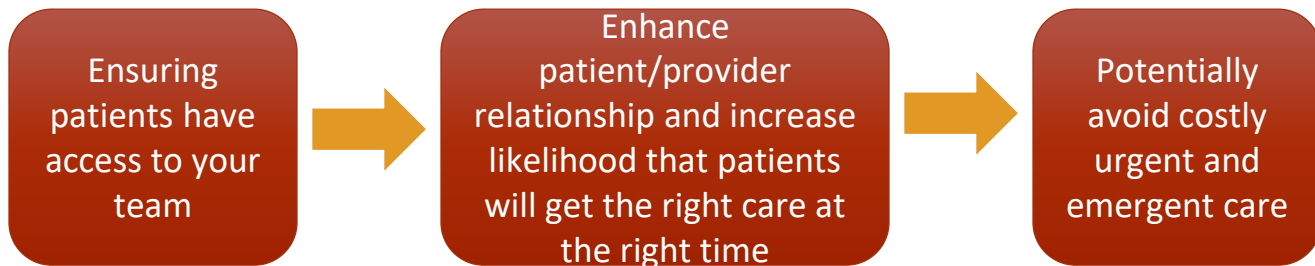 Ensuring
patients have
access to your
team
Enhance
patient/provider
relationship and increase
likelihood that patients
will get the right care at
the right time
Potentially
avoid costly
urgent and
emergent care